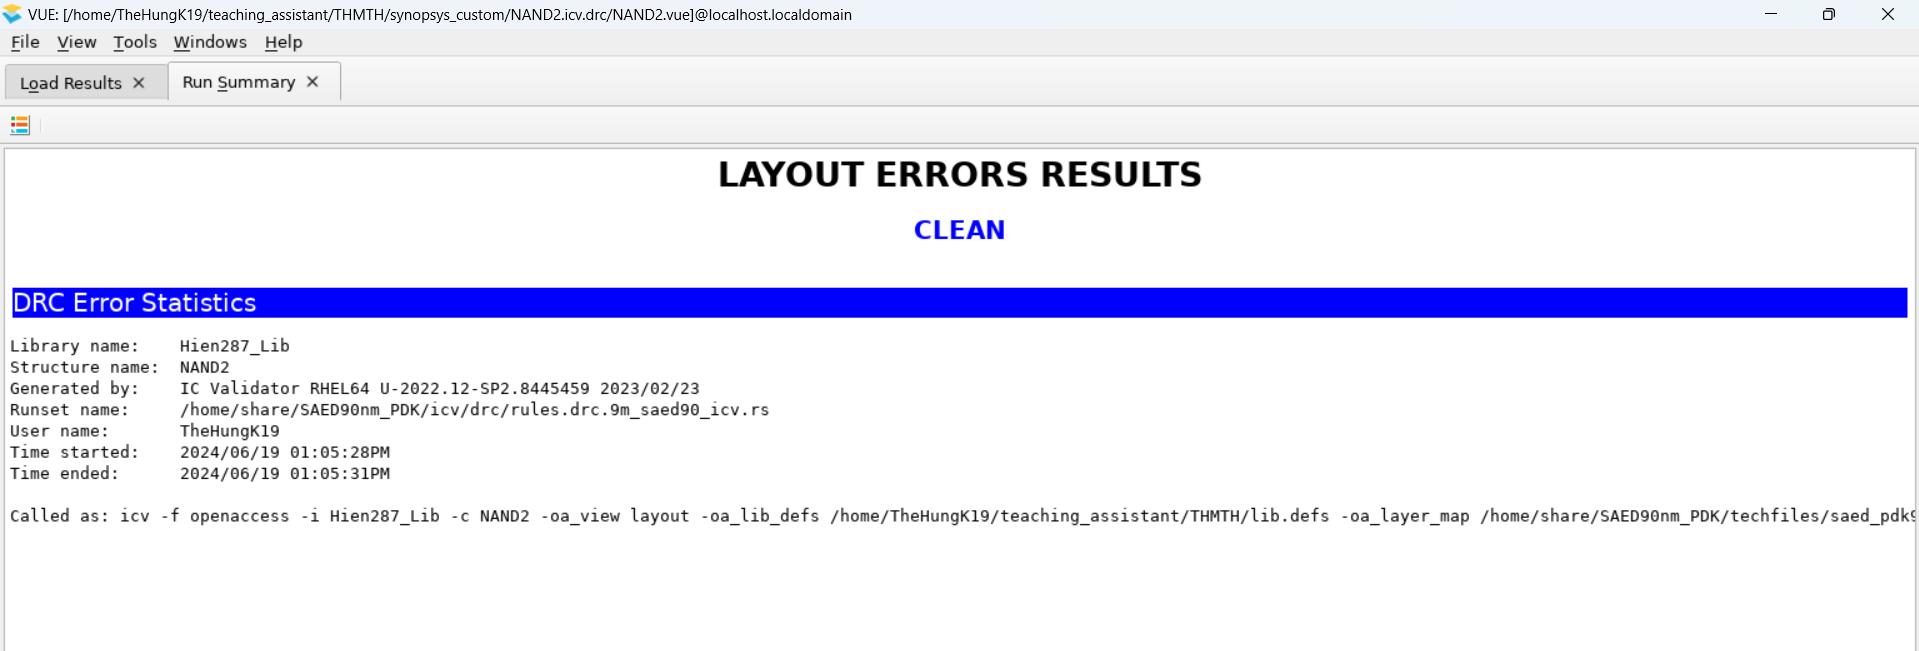 VUE: [/home/TheHungK19/teaching_assistant/THMTH/synopsys_custom/NAND2.icv.drc/NAND2.vue]@localhost.localdomain
File View Tools Windows Help
Load Results Run Summary
LAYOUT ERRORS RESULTS
CLEAN
DRC Error Statistics
Library name: Hien287_Lib
Structure name: NAND2
Generated by: IC Validator RHEL64 U-2022.12-SP2.8445459 2023/02/23
Runset name: /home/share/SAED90nm_PDK/icv/drc/rules.drc.9m_saed90_icv.rs
User name: TheHungK19
Time started: 2024/06/19 01:05:28PM
Time ended: 2024/06/19 01:05:31PM
Called as: icv -f openaccess -i Hien287_Lib -c NAND2 -oa_view layout -oa_lib_defs /home/TheHungK19/teaching_assistant/THMTH/lib.defs -oa_layer_map /home/share/SAED90nm_PDK/techfiles/saed_pdk9